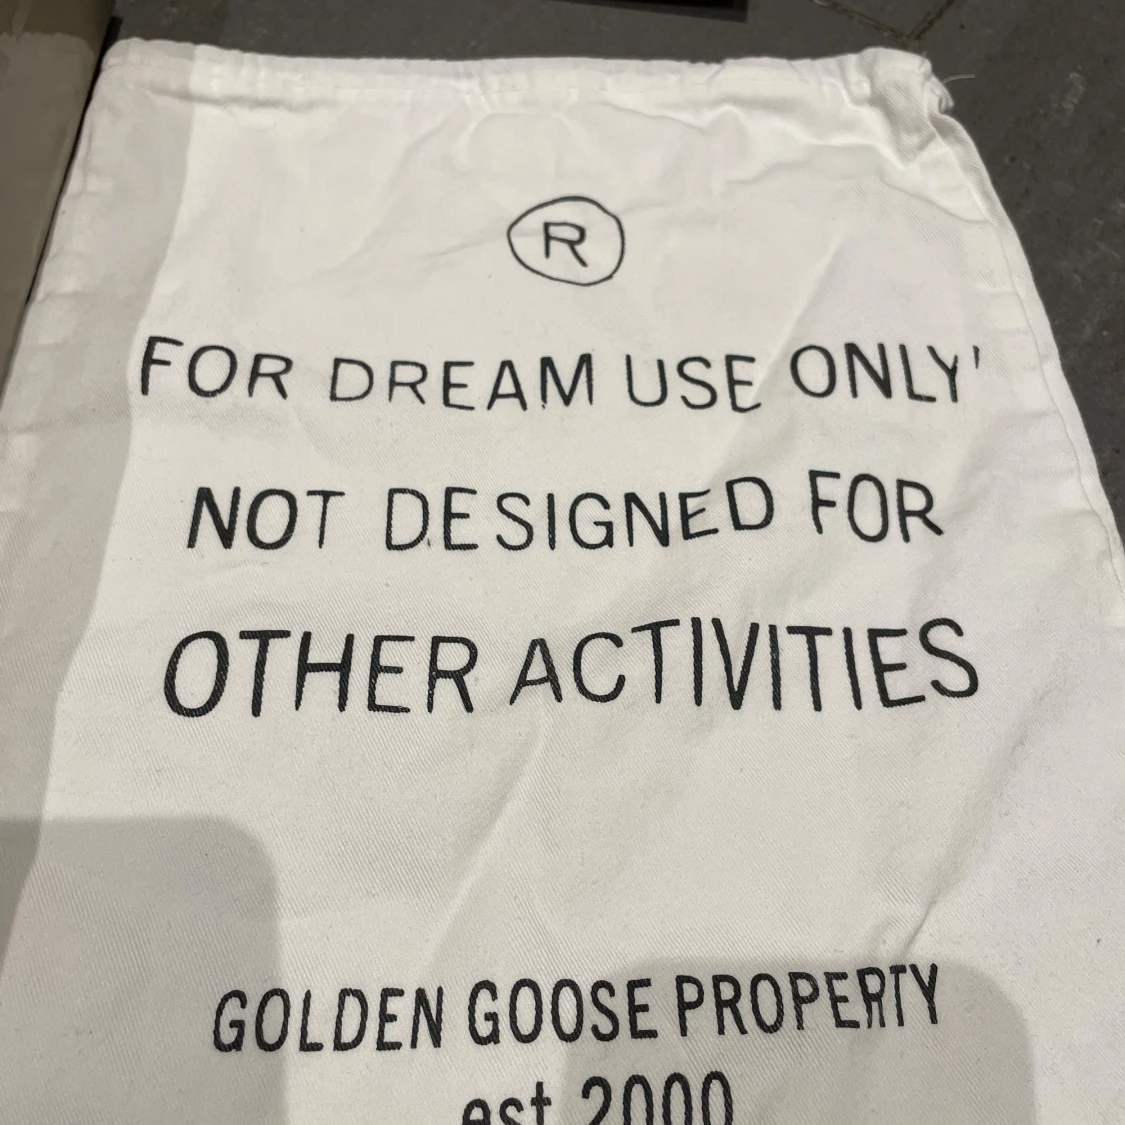 R
FOR DREAM USE ONLY'
NOT DESIGNED FOR
OTHER ACTIVITIES
GOLDEN GOOSE PROPERTY
est 2000